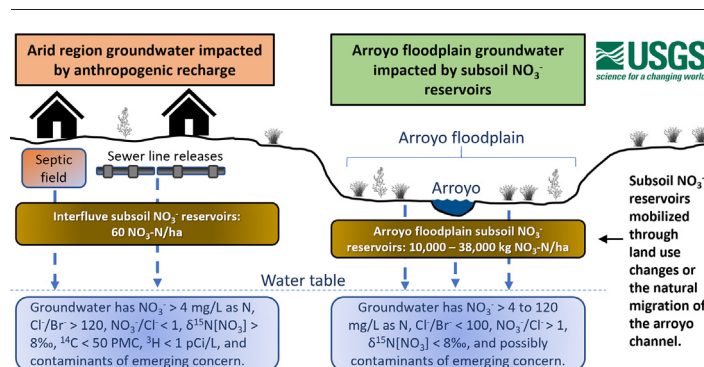 Arid region groundwater impacted
by anthropogenic recharge
Arroyo floodplain groundwater
impacted by subsoil NO₃⁻
reservoirs
USGS
science for a changing world
Septic
field
Sewer line releases
Arroyo floodplain
Arroyo
Interfluve subsoil NO₃⁻ reservoirs:
60 NO₃-N/ha
Arroyo floodplain subsoil NO₃⁻
reservoirs: 10,000 – 38,000 kg NO₃-N/ha
Subsoil NO₃⁻
reservoirs
mobilized
through
land use
changes or
the natural
migration of
the arroyo
channel.
Water table
Groundwater has NO₃⁻ > 4 mg/L as N,
Cl⁻/Br⁻ > 120, NO₃⁻/Cl⁻ < 1, δ¹⁵N[NO₃] >
8‰, ¹⁴C < 50 PMC, ³H < 1 pCi/L, and
contaminants of emerging concern.
Groundwater has NO₃⁻ > 4 to 120
mg/L as N, Cl⁻/Br⁻ < 100, NO₃⁻/Cl⁻ > 1,
δ¹⁵N[NO₃] < 8‰, and possibly
contaminants of emerging concern.